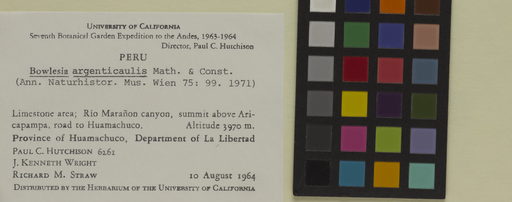 UNIVERSITY OF CALIFORNIA
Seventh Botanical Garden Expedition to the Andes, 1963-1964
Director, Paul C. Hutchison
PERU
Bowlesia argenticaulis Math. & Const.
(Ann. Naturhistor. Mus. Wien 75: 99. 1971)
Limestone area; Río Marañon canyon, summit above Ari-
capampa, road to Huamachuco. Altitude 3970 m.
Province of Huamachuco, Department of La Libertad
PAUL C. HUTCHISON 6261
J. KENNETH WRIGHT
RICHARD M. STRAW 10 August 1964
DISTRIBUTED BY THE HERBARIUM OF THE UNIVERSITY OF CALIFORNIA